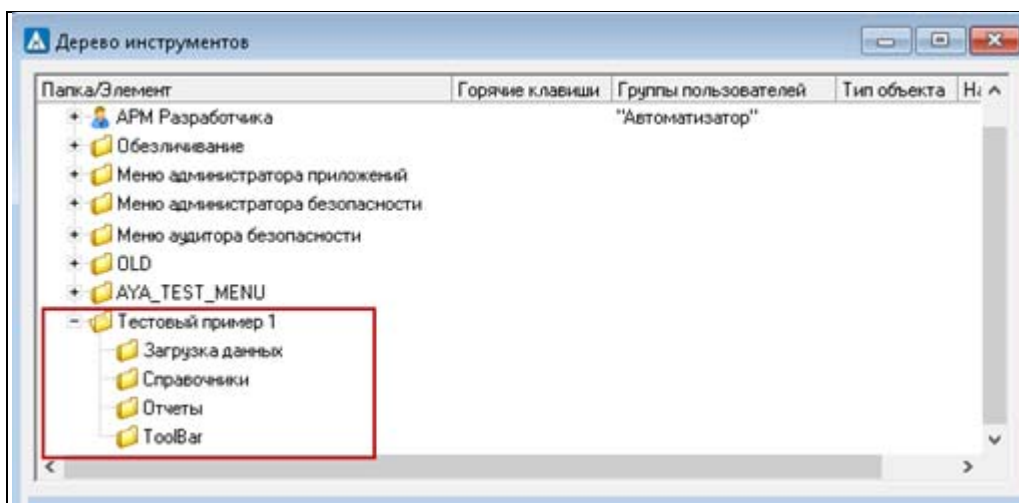 Дерево инструментов
Папка/Элемент Горячие клавиши Группы пользователей Тип объекта На
АРМ Разработчика "Автоматизатор"
Обезличивание
Меню администратора приложений
Меню администратора безопасности
Меню аудитора безопасности
OLD
AYA_TEST_MENU
Тестовый пример 1
Загрузка данных
Справочники
Отчеты
ToolBar